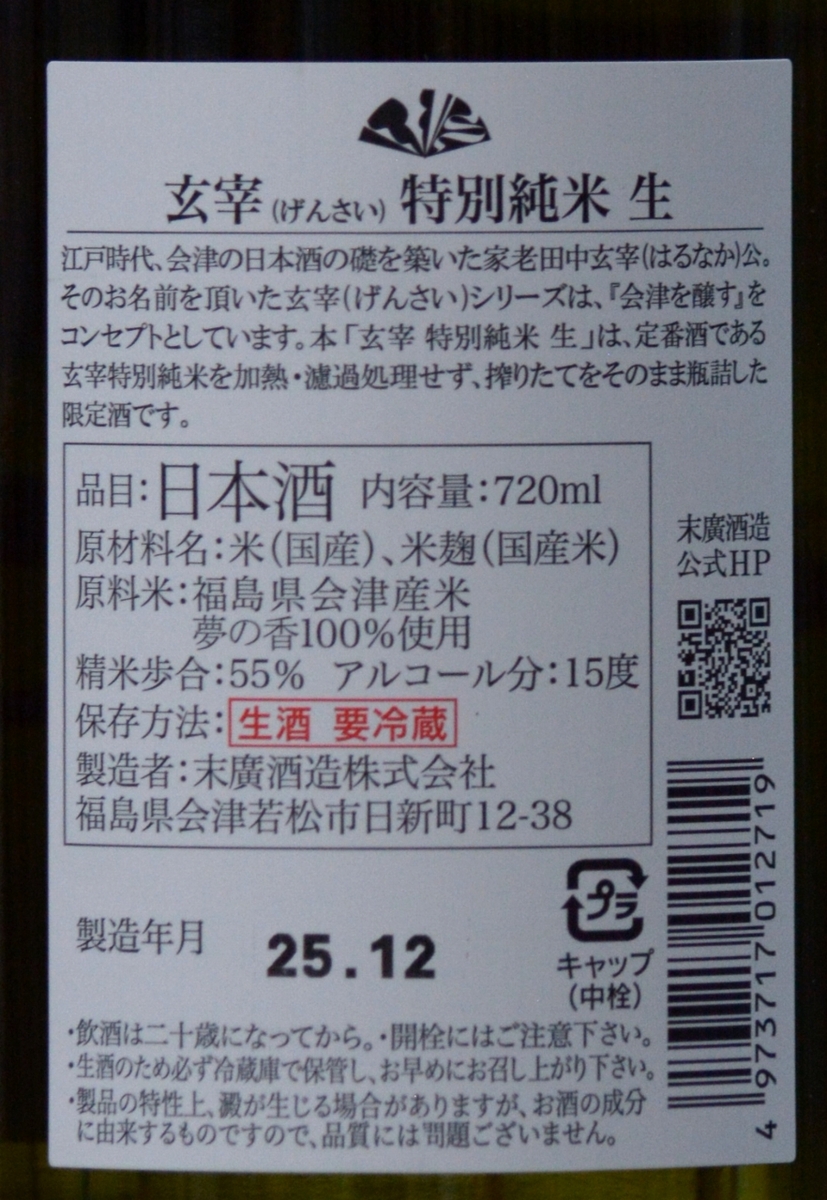 玄宰(げんさい) 特別純米 生
江戸時代、会津の日本酒の礎を築いた家老田中玄宰(はるなか)公。
そのお名前を頂いた玄宰(げんさい)シリーズは、『会津を醸す』を
コンセプトとしています。本「玄宰 特別純米 生」は、定番酒である
玄宰特別純米を加熱・濾過処理せず、搾りたてをそのまま瓶詰した
限定酒です。
品目:日本酒 内容量:720ml
原材料名:米(国産)、米麹(国産米)
原料米:福島県会津産米
夢の香100%使用
精米歩合:55% アルコール分:15度
保存方法:生酒 要冷蔵
製造者:末廣酒造株式会社
福島県会津若松市日新町12-38
末廣酒造
公式HP
製造年月 25.12
プラ
キャップ
(中栓)
4 973717 012719
・飲酒は二十歳になってから。・開栓にはご注意下さい。
・生酒のため必ず冷蔵庫で保管し、お早めにお召し上がり下さい。
・製品の特性上、澱が生じる場合がありますが、お酒の成分
に由来するものですので、品質には問題ございません。